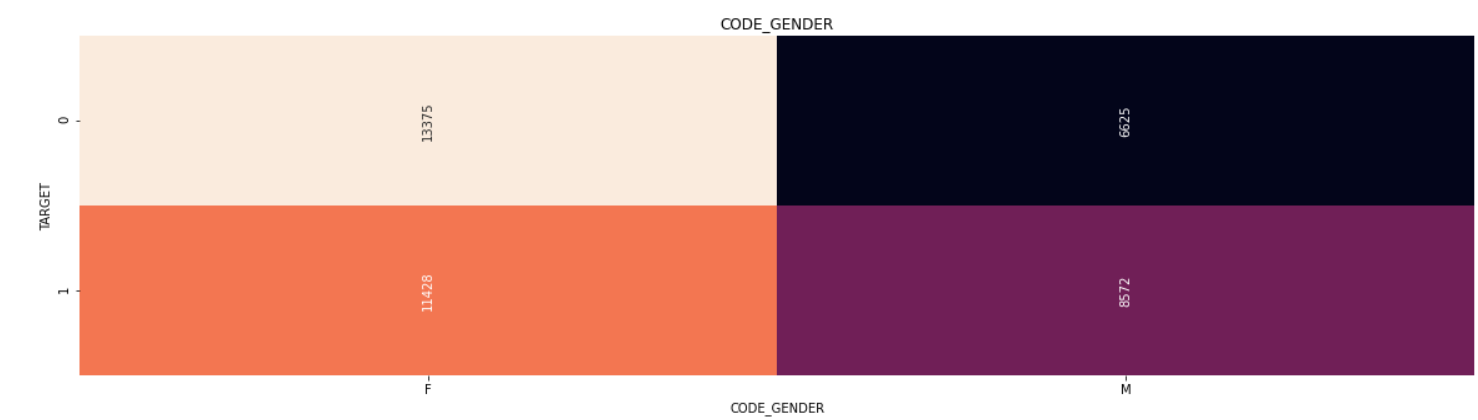 CODE_GENDER
0
13375
6625
TARGET
1
11428
8572
F
M
CODE_GENDER